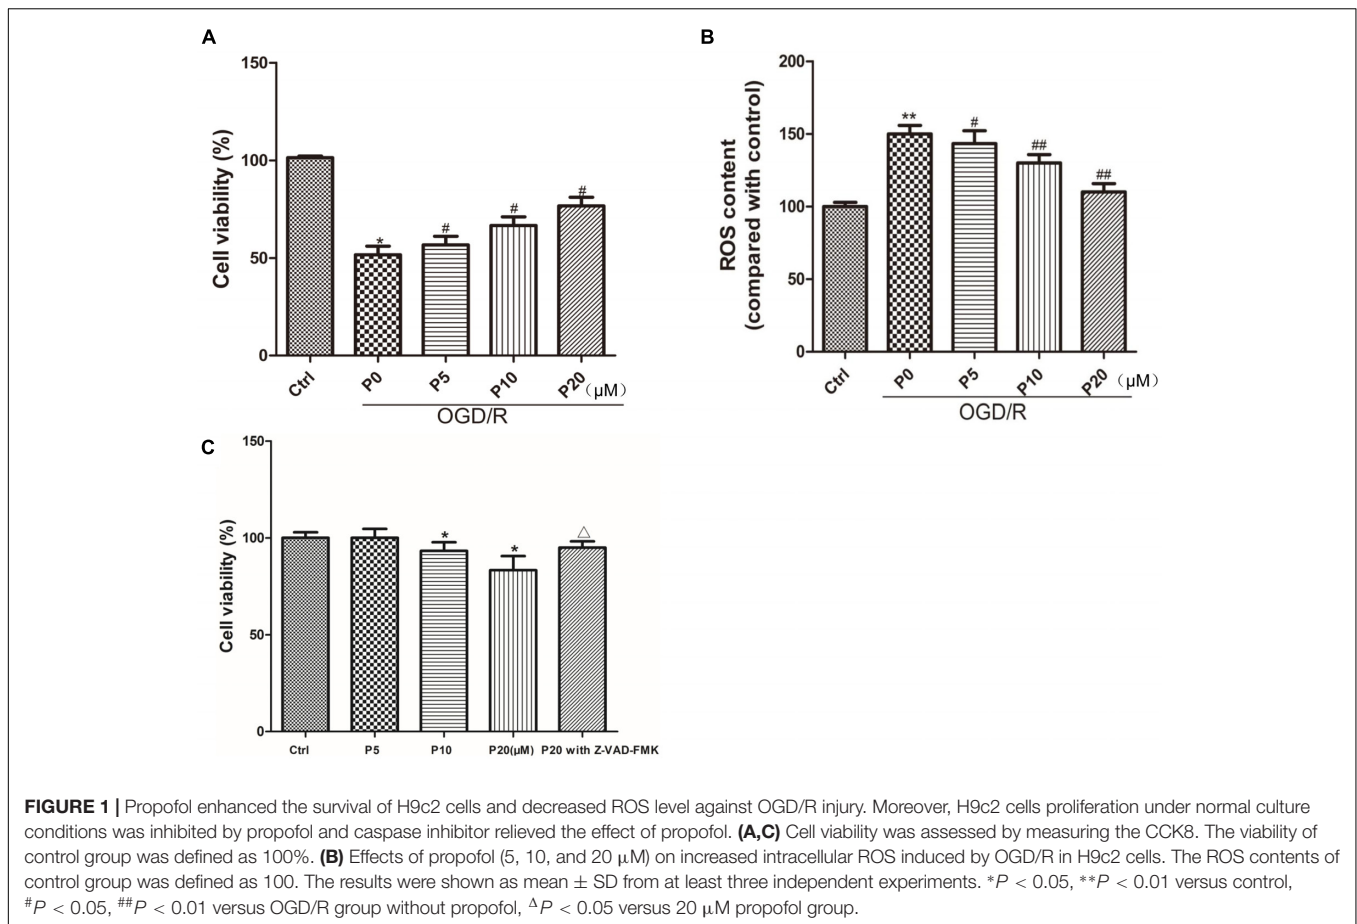 A
150
100
50
0
Cell viability (%)
*
#
#
#
Ctrl
P0
P5
P10
P20 (μM)
OGD/R
B
200
150
100
50
0
ROS content
(compared with control)
**
#
##
##
Ctrl
P0
P5
P10
P20 (μM)
OGD/R
C
150
100
50
0
Cell viability (%)
*
*
△
Ctrl P5 P10 P20(μM) P20 with Z-VAD-FMK
FIGURE 1 | Propofol enhanced the survival of H9c2 cells and decreased ROS level against OGD/R injury. Moreover, H9c2 cells proliferation under normal culture
conditions was inhibited by propofol and caspase inhibitor relieved the effect of propofol. (A,C) Cell viability was assessed by measuring the CCK8. The viability of
control group was defined as 100%. (B) Effects of propofol (5, 10, and 20 μM) on increased intracellular ROS induced by OGD/R in H9c2 cells. The ROS contents of
control group was defined as 100. The results were shown as mean ± SD from at least three independent experiments. *P < 0.05, **P < 0.01 versus control,
#P < 0.05, ##P < 0.01 versus OGD/R group without propofol, ΔP < 0.05 versus 20 μM propofol group.